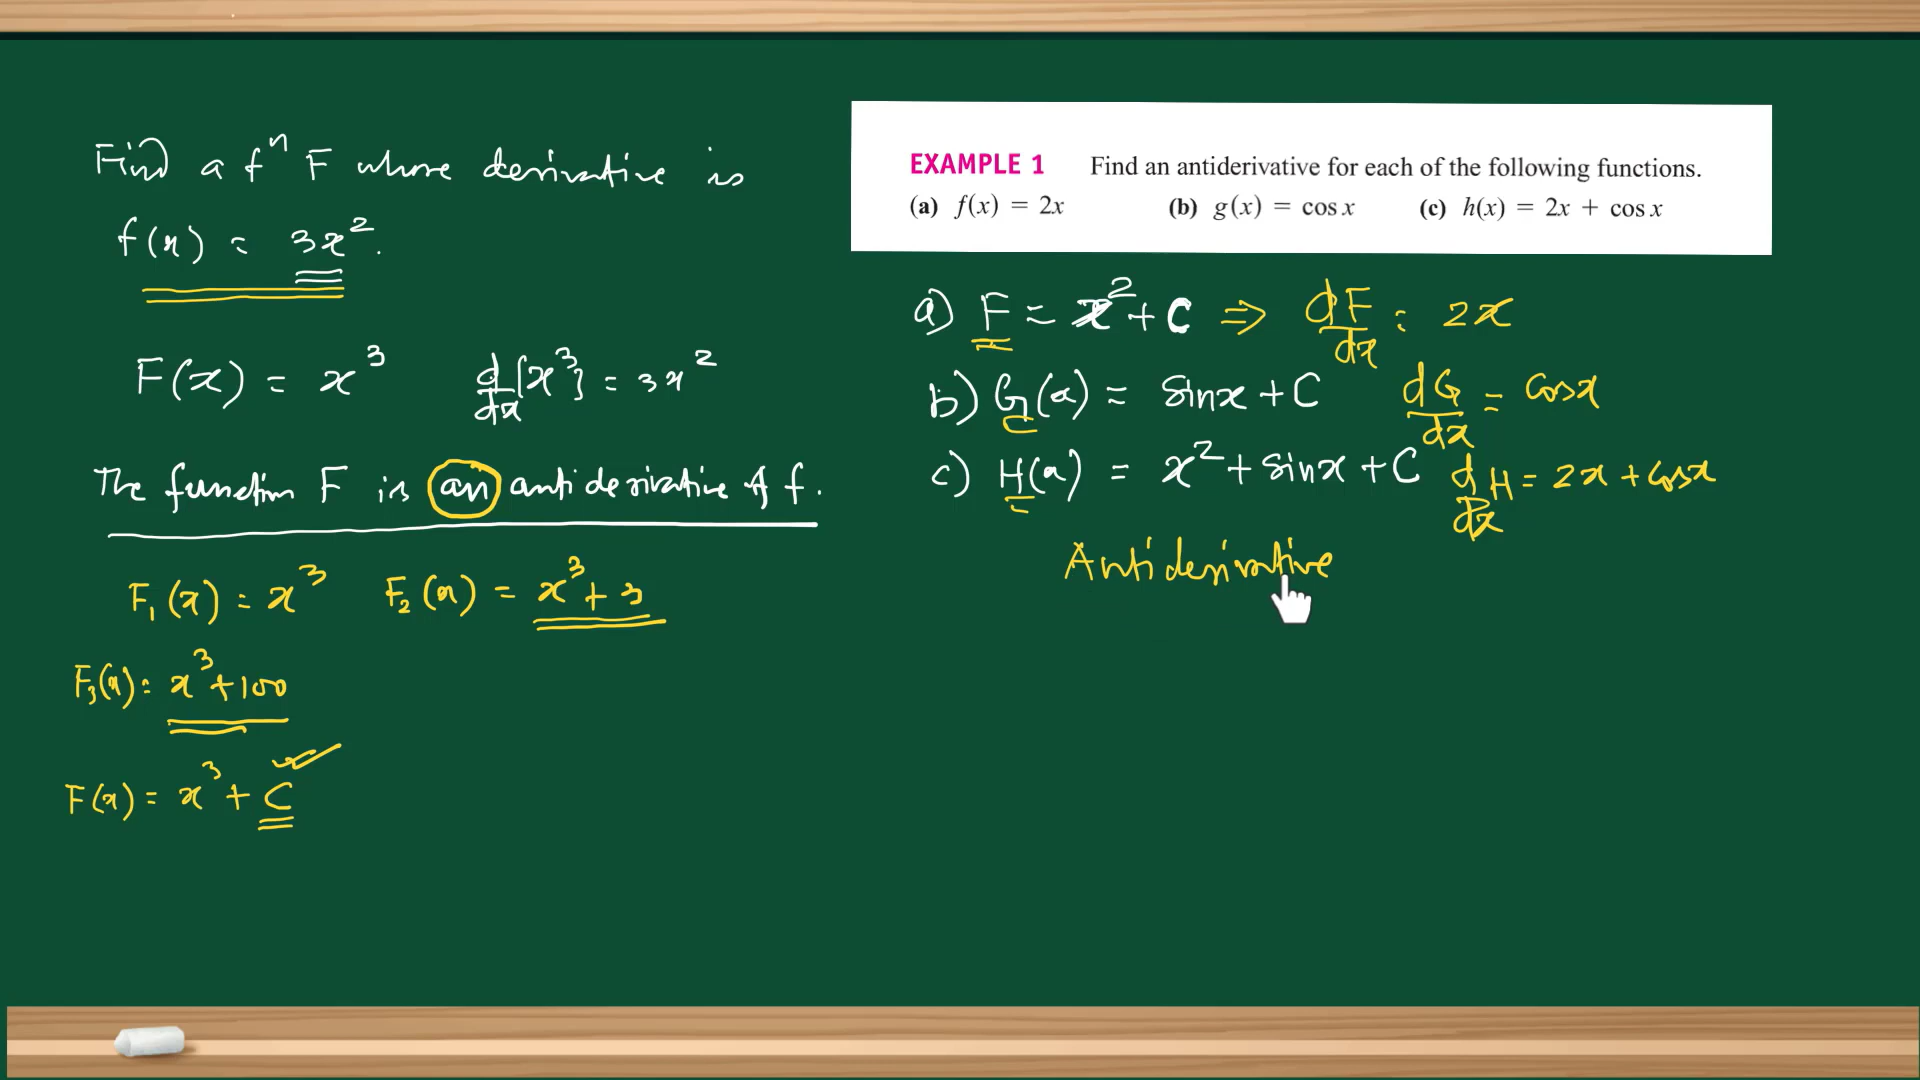 Find a fⁿ F whose derivative is
f(x) = 3x².
F(x) = x³ d/dx [x³] = 3x²
The function F is an antiderivative of f.
F₁(x) = x³ F₂(x) = x³ + 3
F₃(x) = x³ + 100
F(x) = x³ + C
EXAMPLE 1 Find an antiderivative for each of the following functions.
(a) f(x) = 2x (b) g(x) = cos x (c) h(x) = 2x + cos x
a) F = x² + C ⇒ dF/dx = 2x
b) G(x) = sinx + C dG/dx = cosx
c) H(x) = x² + sinx + C d/dx H = 2x + cosx
Antiderivative